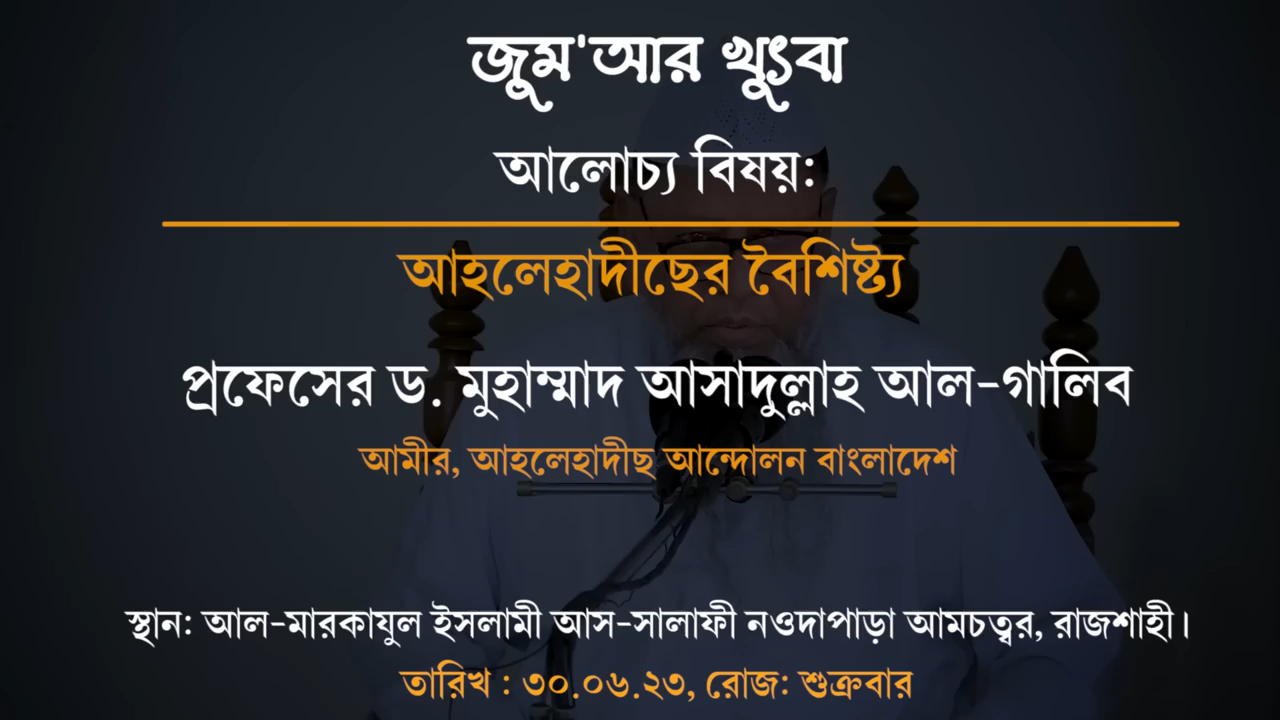 জুম'আর খুৎবা
আলোচ্য বিষয়:
আহলেহাদীছের বৈশিষ্ট্য
প্রফেসের ড. মুহাম্মাদ আসাদুল্লাহ আল-গালিব
আমীর, আহলেহাদীছ আন্দোলন বাংলাদেশ
স্থান: আল-মারকাযুল ইসলামী আস-সালাফী নওদাপাড়া আমচত্বর, রাজশাহী।
তারিখ : ৩০.০৬.২৩, রোজ: শুক্রবার